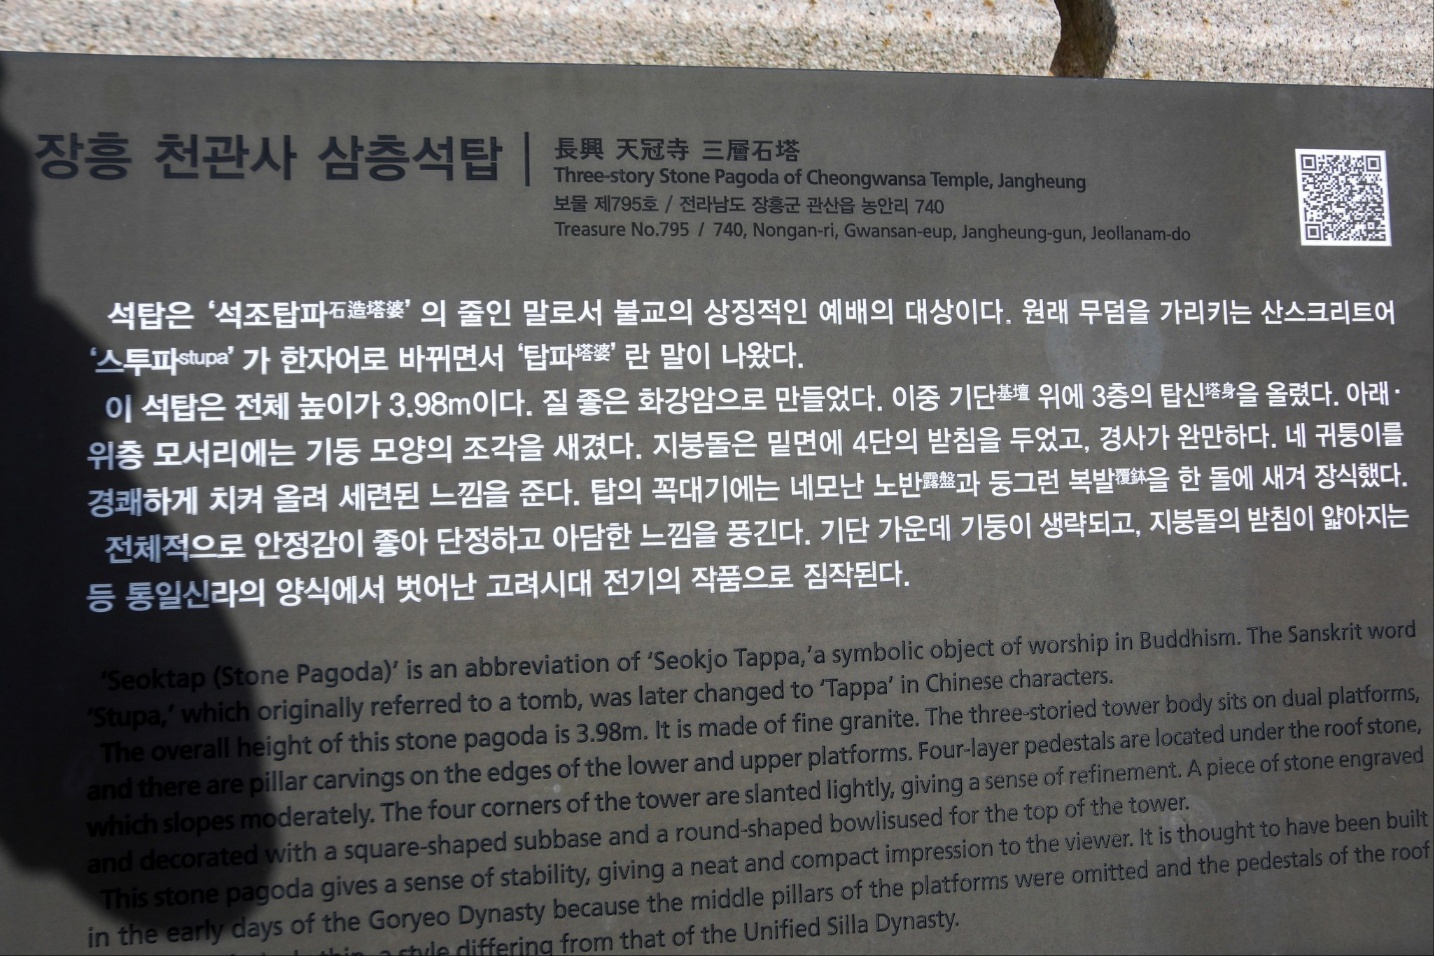 장흥 천관사 삼층석탑
長興 天冠寺 三層石塔
Three-story Stone Pagoda of Cheongwansa Temple, Jangheung
보물 제795호 / 전라남도 장흥군 관산읍 농안리 740
Treasure No.795 / 740, Nongan-ri, Gwansan-eup, Jangheung-gun, Jeollanam-do
석탑은 ‘석조탑파石造塔婆’ 의 줄인 말로서 불교의 상징적인 예배의 대상이다. 원래 무덤을 가리키는 산스크리트어
‘스투파stupa’ 가 한자어로 바뀌면서 ‘탑파塔婆’ 란 말이 나왔다.
이 석탑은 전체 높이가 3.98m이다. 질 좋은 화강암으로 만들었다. 이중 기단基壇 위에 3층의 탑신塔身을 올렸다. 아래·
위층 모서리에는 기둥 모양의 조각을 새겼다. 지붕돌은 밑면에 4단의 받침을 두었고, 경사가 완만하다. 네 귀퉁이를
경쾌하게 치켜 올려 세련된 느낌을 준다. 탑의 꼭대기에는 네모난 노반露盤과 둥그런 복발覆鉢을 한 돌에 새겨 장식했다.
전체적으로 안정감이 좋아 단정하고 아담한 느낌을 풍긴다. 기단 가운데 기둥이 생략되고, 지붕돌의 받침이 얇아지는
등 통일신라의 양식에서 벗어난 고려시대 전기의 작품으로 짐작된다.
‘Seoktap (Stone Pagoda)’ is an abbreviation of ‘Seokjo Tappa,’a symbolic object of worship in Buddhism. The Sanskrit word
‘Stupa,’ which originally referred to a tomb, was later changed to ‘Tappa’ in Chinese characters.
The overall height of this stone pagoda is 3.98m. It is made of fine granite. The three-storied tower body sits on dual platforms,
and there are pillar carvings on the edges of the lower and upper platforms. Four-layer pedestals are located under the roof stone,
which slopes moderately. The four corners of the tower are slanted lightly, giving a sense of refinement. A piece of stone engraved
and decorated with a square-shaped subbase and a round-shaped bowlisused for the top of the tower.
This stone pagoda gives a sense of stability, giving a neat and compact impression to the viewer. It is thought to have been built
in the early days of the Goryeo Dynasty because the middle pillars of the platforms were omitted and the pedestals of the roof
thin, a style differing from that of the Unified Silla Dynasty.